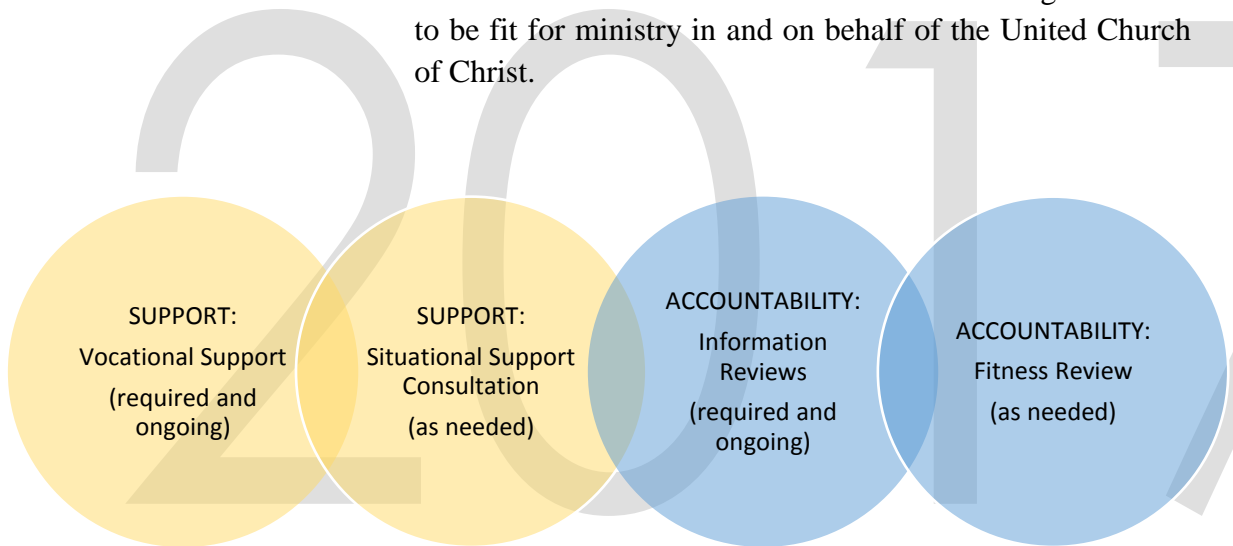 to be fit for ministry in and on behalf of the United Church
of Christ.
2017
SUPPORT:
Vocational Support
(required and
ongoing)
SUPPORT:
Situational Support
Consultation
(as needed)
ACCOUNTABILITY:
Information
Reviews
(required and
ongoing)
ACCOUNTABILITY:
Fitness Review
(as needed)